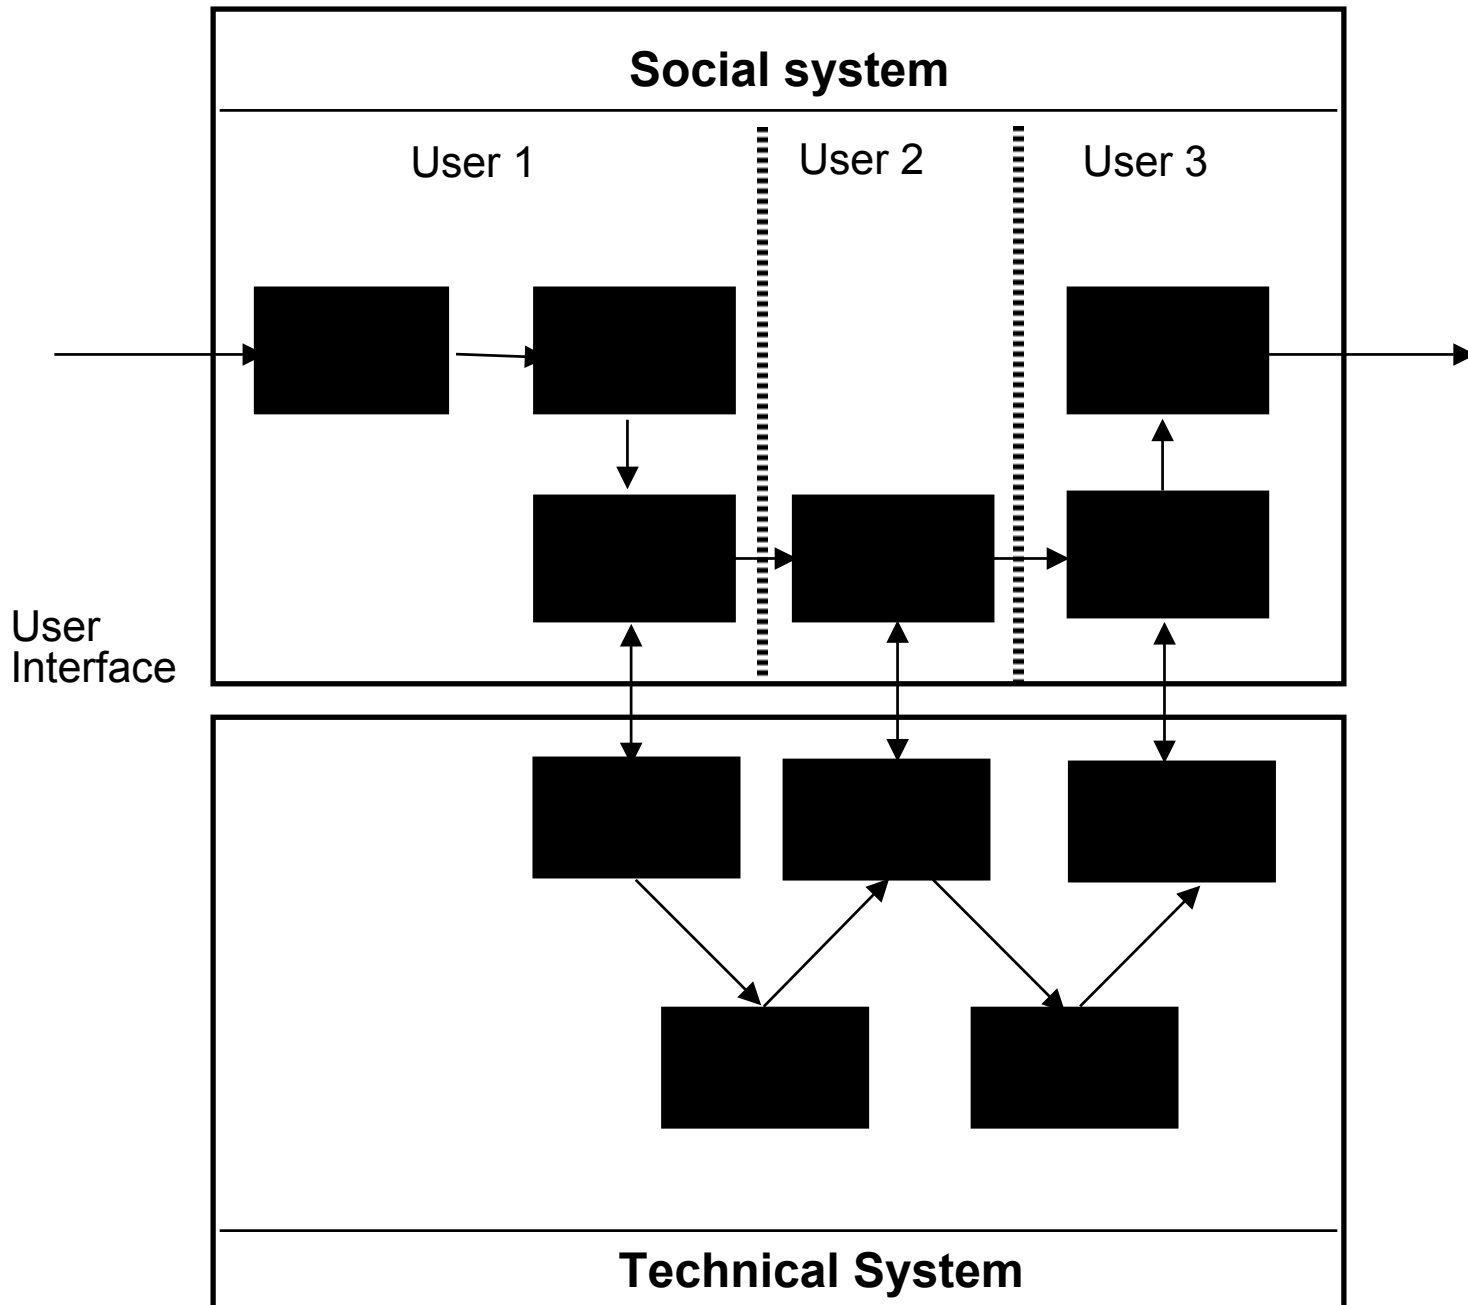 Social system
User 1
User 2
User 3
User
Interface
Technical System